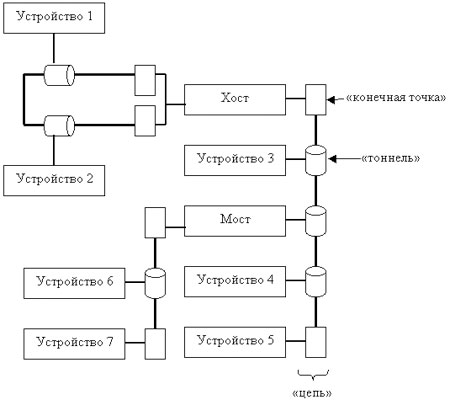 Устройство 1
Хост
«конечная точка»
Устройство 3
«тоннель»
Устройство 2
Мост
Устройство 6
Устройство 4
Устройство 7
Устройство 5
«цепь»